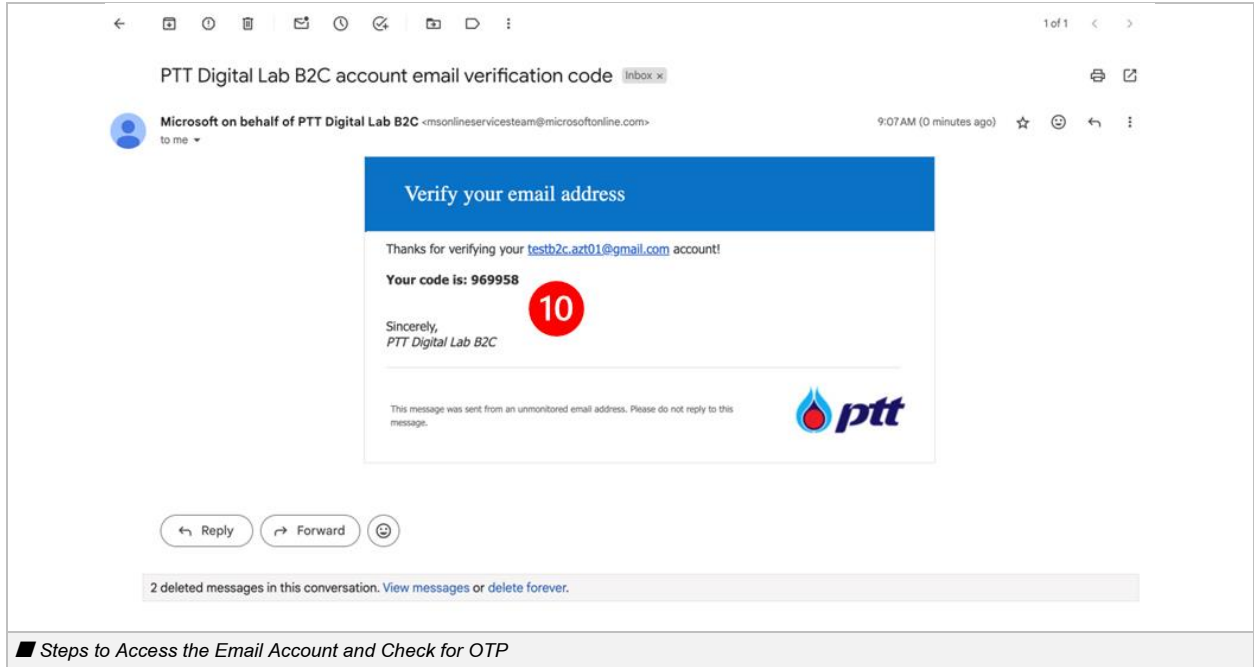 1 of 1
PTT Digital Lab B2C account email verification code Inbox ×
Microsoft on behalf of PTT Digital Lab B2C <msonlineservicesteam@microsoftonline.com> 9:07 AM (0 minutes ago)
to me
Verify your email address
Thanks for verifying your testb2c.azt01@gmail.com account!
Your code is: 969958
10
Sincerely,
PTT Digital Lab B2C
This message was sent from an unmonitored email address. Please do not reply to this
message.
ptt
Reply Forward
2 deleted messages in this conversation. View messages or delete forever.
Steps to Access the Email Account and Check for OTP